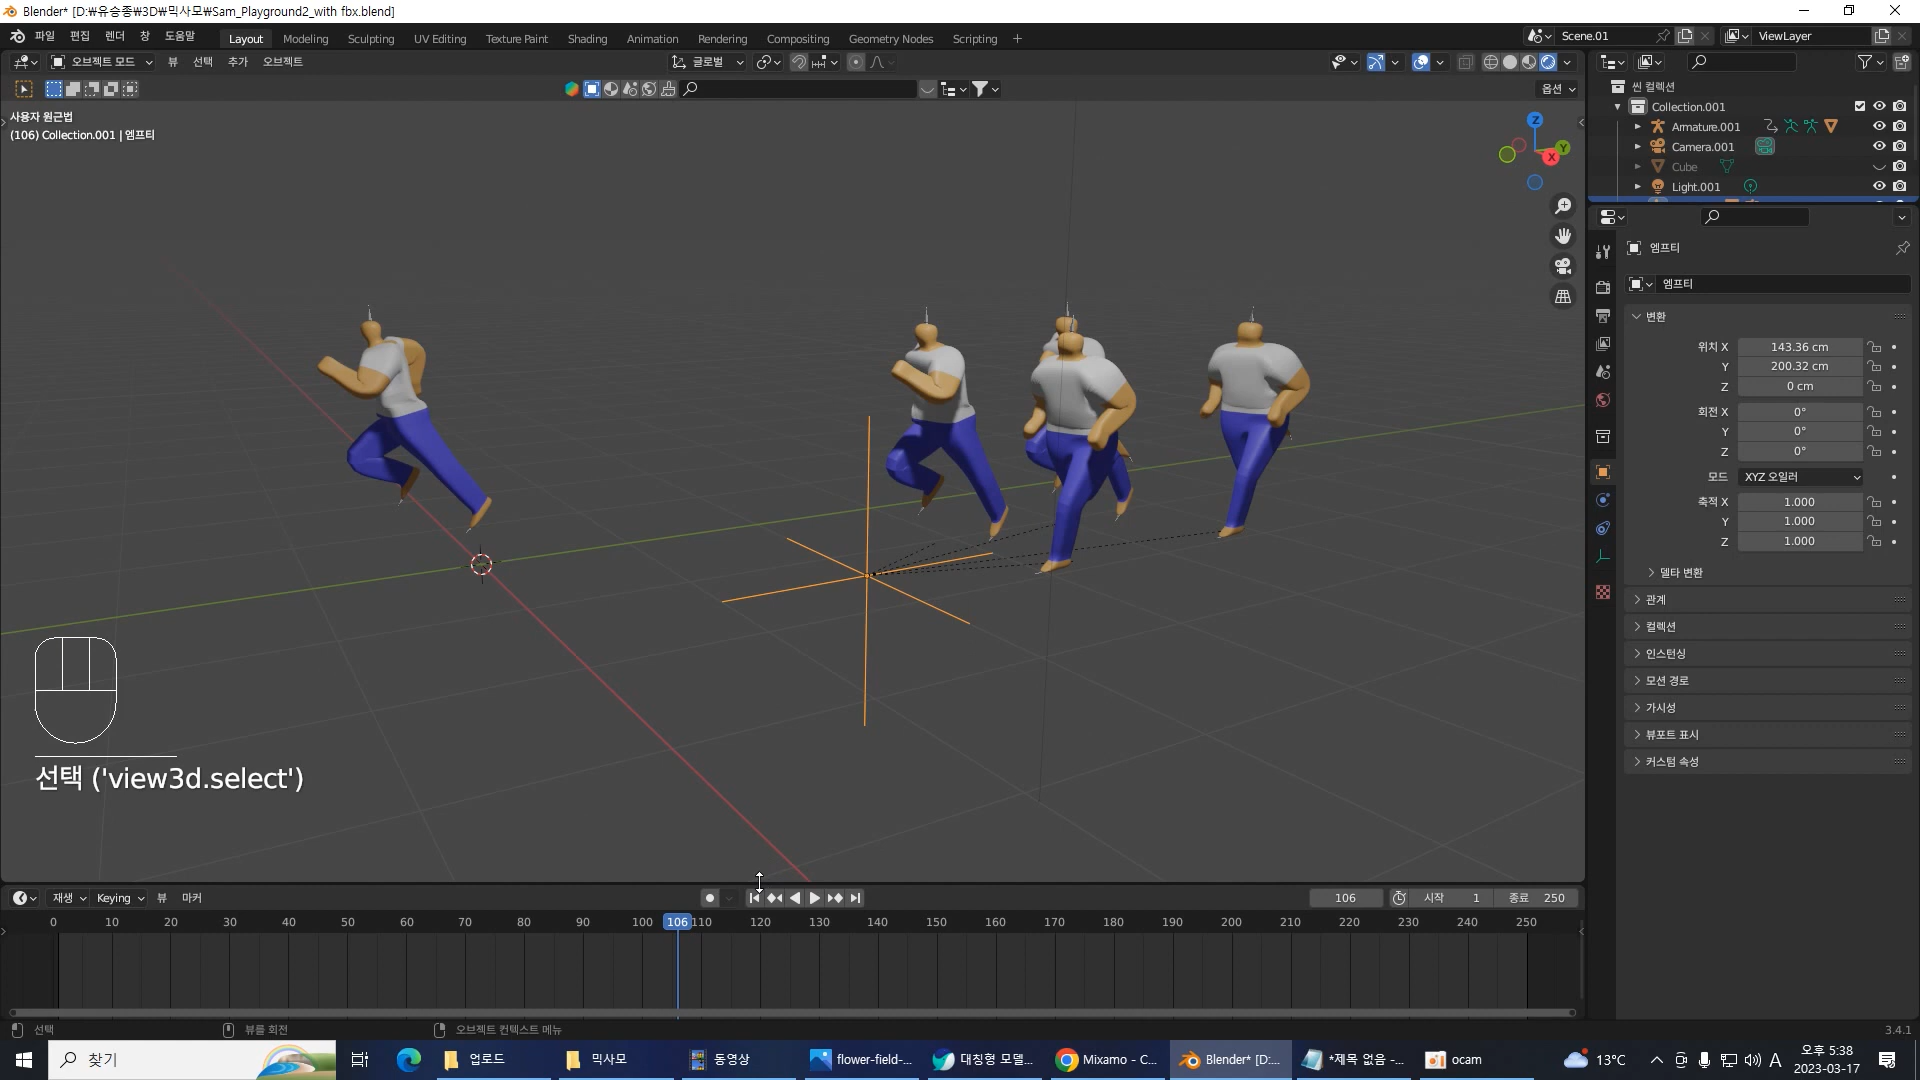 Blender* [D:₩유승종₩3D₩믹사모₩Sam_Playground2_with fbx.blend]
파일 편집 렌더 창 도움말
Layout Modeling Sculpting UV Editing Texture Paint Shading Animation Rendering Compositing Geometry Nodes Scripting +
Scene.01
ViewLayer
오브젝트 모드 뷰 선택 추가 오브젝트
글로벌
옵션
사용자 원근법
(106) Collection.001 | 엠프티
Z
Y
X
선택 ('view3d.select')
씬 컬렉션
Collection.001
Armature.001
Camera.001
Cube
Light.001
엠프티
엠프티
변환
위치 X 143.36 cm
Y 200.32 cm
Z 0 cm
회전 X 0°
Y 0°
Z 0°
모드 XYZ 오일러
축적 X 1.000
Y 1.000
Z 1.000
델타 변환
관계
컬렉션
인스턴싱
모션 경로
가시성
뷰포트 표시
커스텀 속성
재생 Keying 뷰 마커
106 시작 1 종료 250
0 10 20 30 40 50 60 70 80 90 100 106 110 120 130 140 150 160 170 180 190 200 210 220 230 240 250
선택 뷰를 회전 오브젝트 컨텍스트 메뉴
3.4.1
찾기
업로드
믹사모
동영상
flower-field-...
대칭형 모델...
Mixamo - C...
Blender* [D:...
*제목 없음 -...
ocam
13°C
A
오후 5:38
2023-03-17